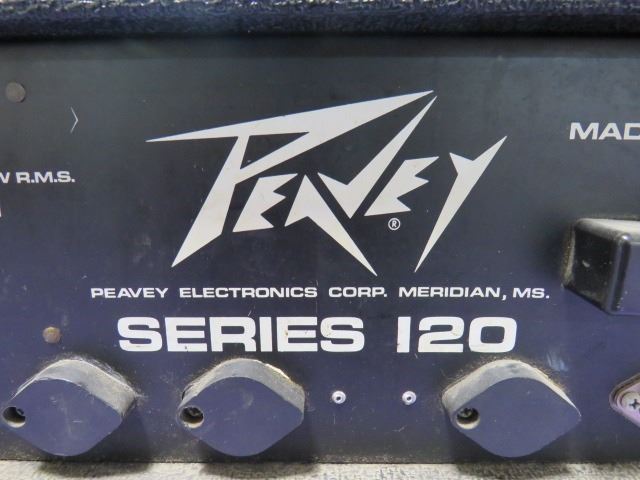 W R.M.S.
MAD
PEAVEY®
PEAVEY ELECTRONICS CORP. MERIDIAN, MS.
SERIES 120